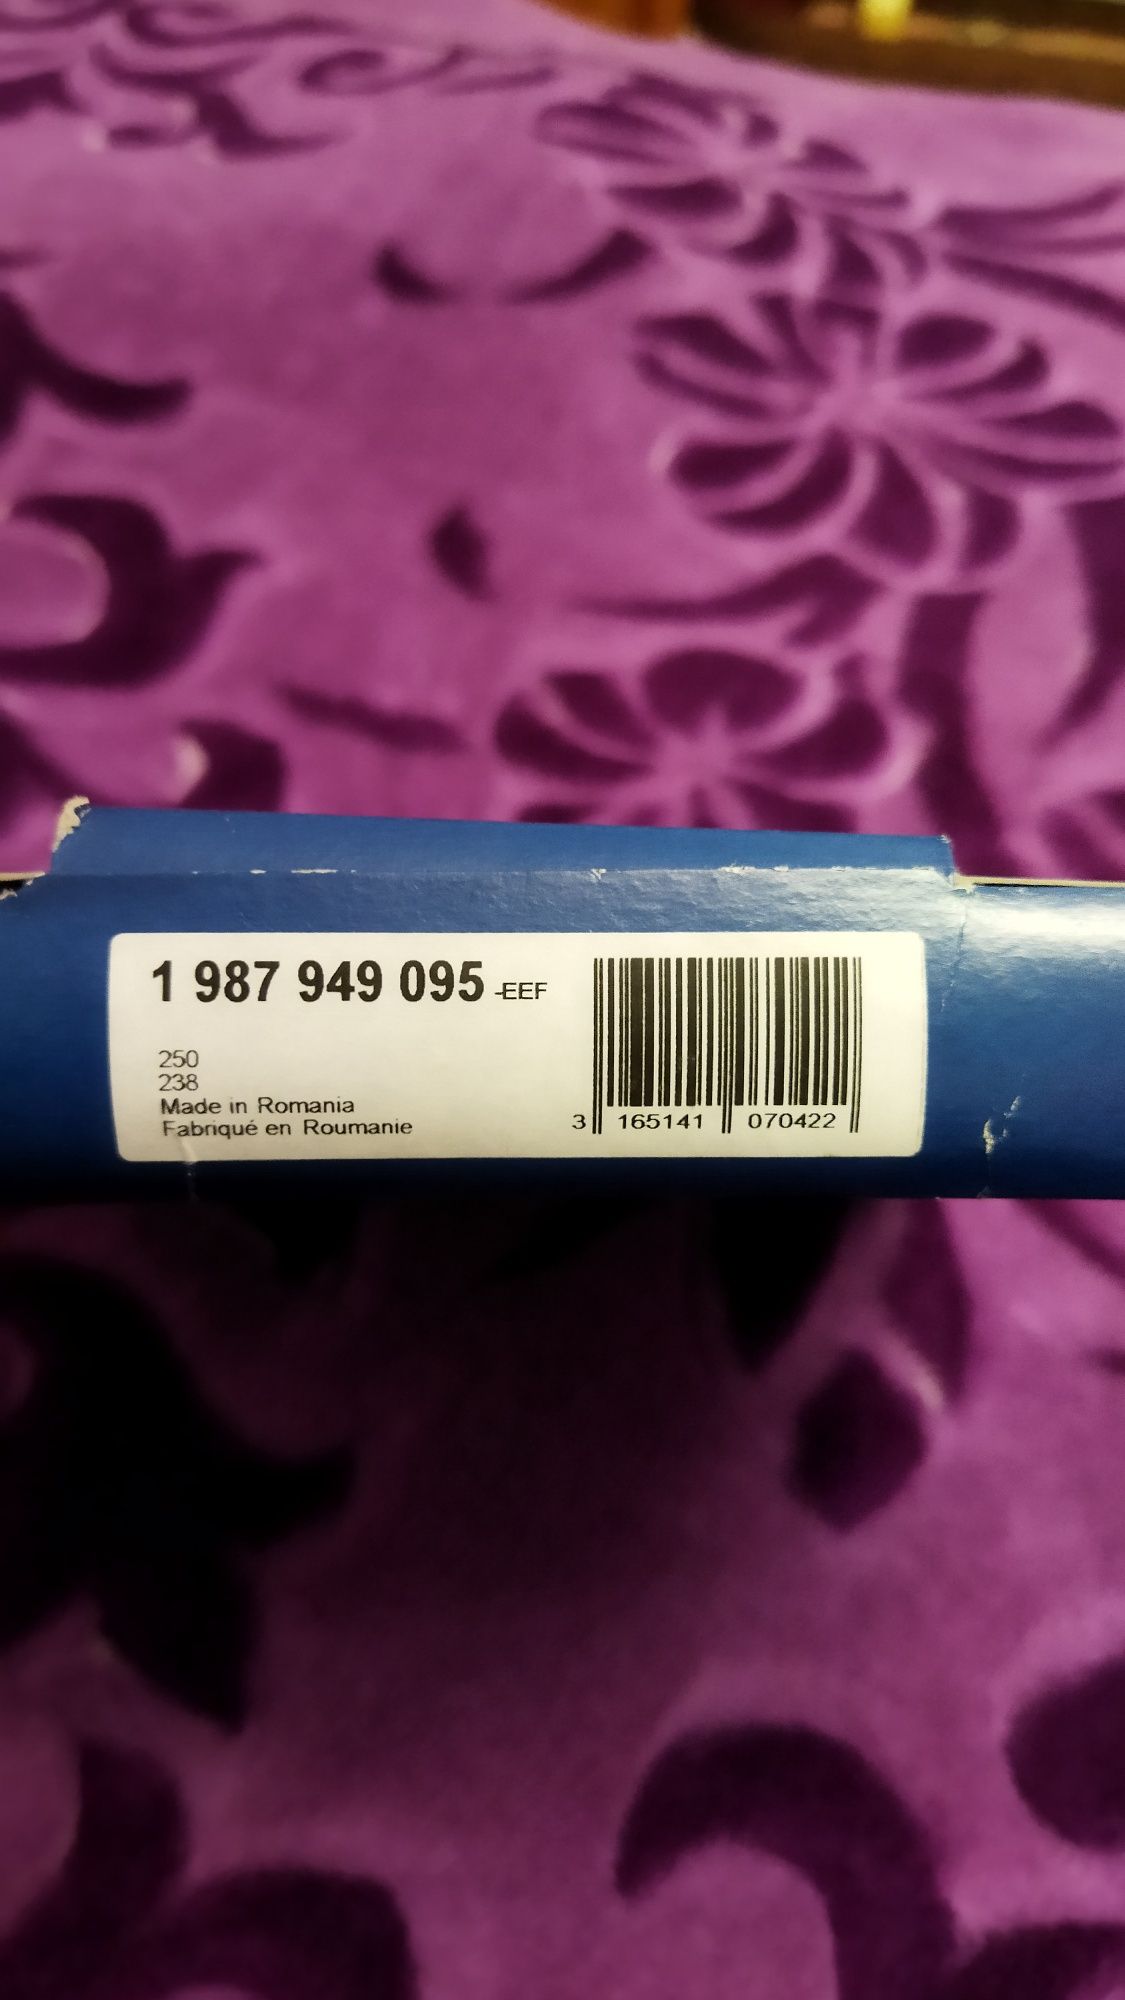 1 987 949 095 -EEF
250
238
Made in Romania
Fabriqué en Roumanie
3 165141 070422